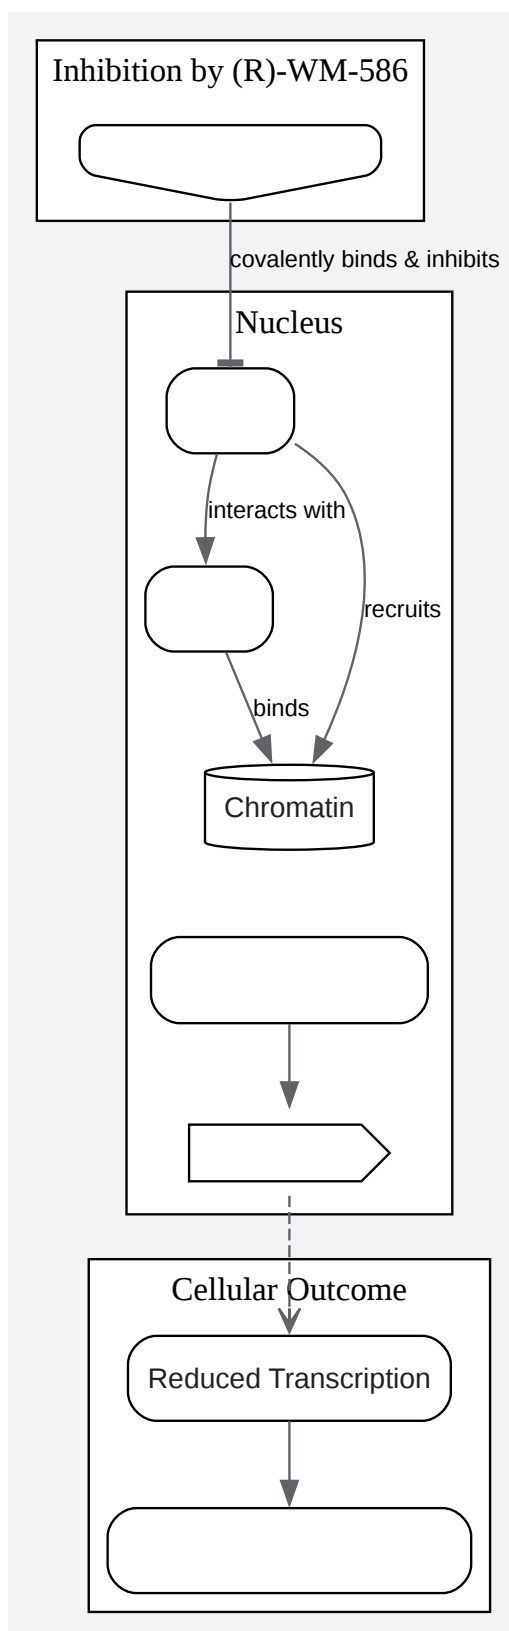 Inhibition by (R)-WM-586
covalently binds & inhibits
Nucleus
interacts with
recruits
binds
Chromatin
Cellular Outcome
Reduced Transcription